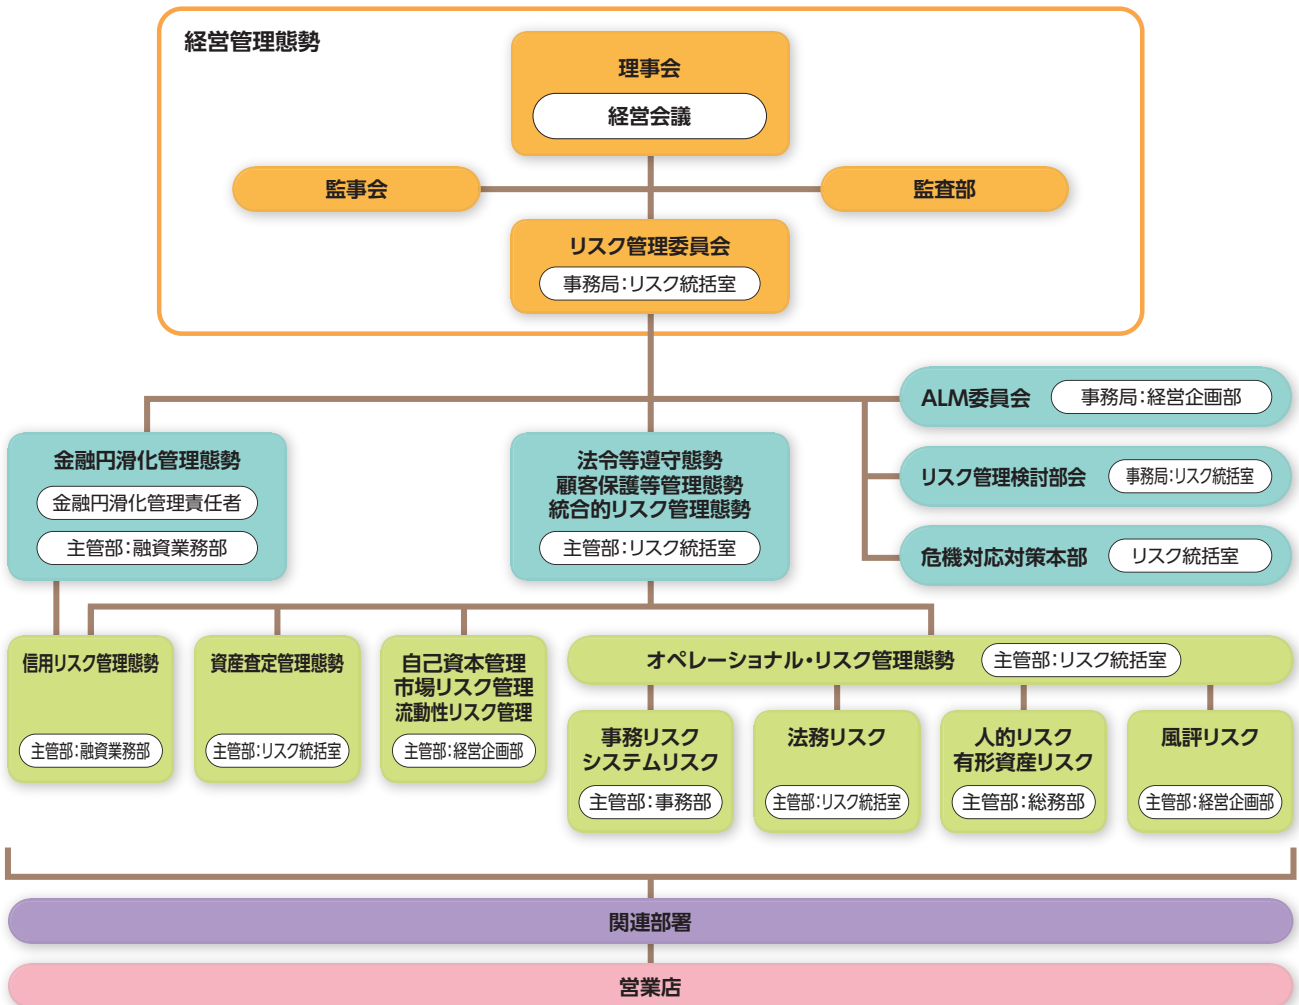 経営管理態勢
理事会
経営会議
監事会
監査部
リスク管理委員会
事務局:リスク統括室
ALM委員会
事務局:経営企画部
リスク管理検討部会
事務局:リスク統括室
危機対応対策本部
リスク統括室
金融円滑化管理態勢
金融円滑化管理責任者
主管部:融資業務部
法令等遵守態勢
顧客保護等管理態勢
統合的リスク管理態勢
主管部:リスク統括室
信用リスク管理態勢
主管部:融資業務部
資産査定管理態勢
主管部:リスク統括室
自己資本管理
市場リスク管理
流動性リスク管理
主管部:経営企画部
オペレーショナル・リスク管理態勢
主管部:リスク統括室
事務リスク
システムリスク
主管部:事務部
法務リスク
主管部:リスク統括室
人的リスク
有形資産リスク
主管部:総務部
風評リスク
主管部:経営企画部
関連部署
営業店